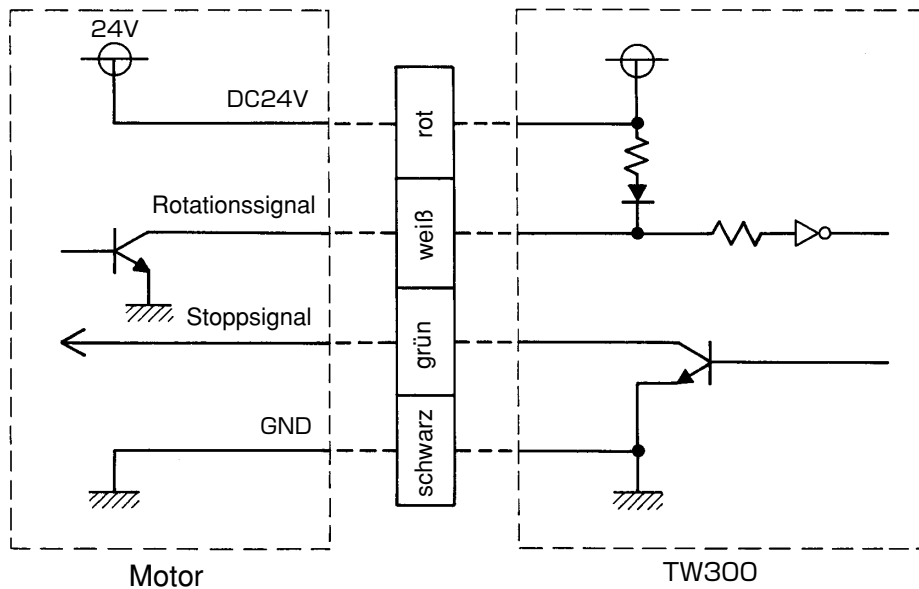 24V
DC24V
rot
Rotationssignal
weiß
Stoppsignal
grün
GND
schwarz
Motor
TW300